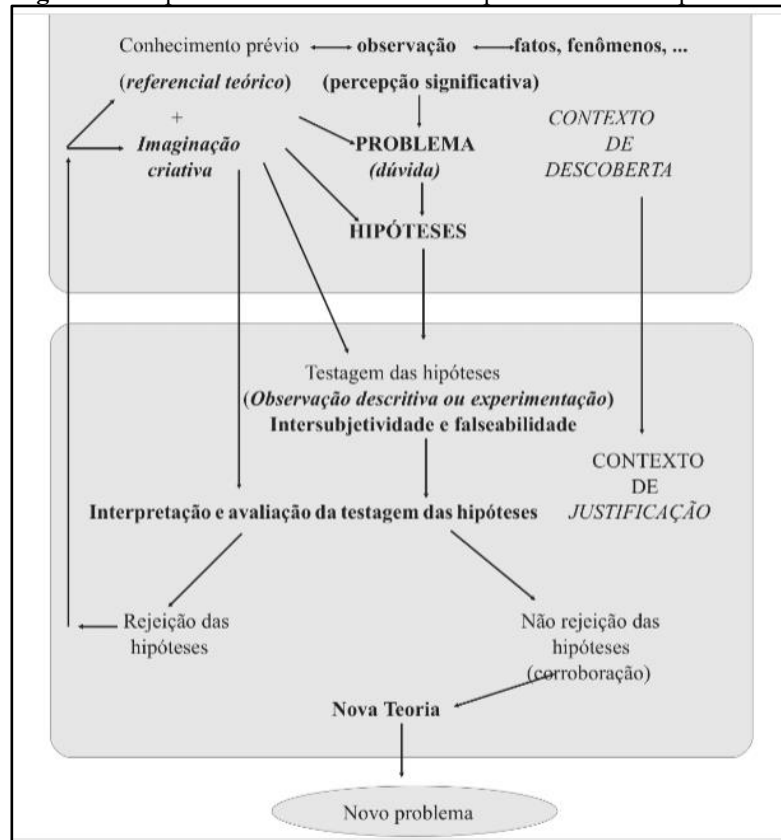 Conhecimento prévio observação fatos, fenômenos, ...
(referencial teórico) (percepção significativa)
+
Imaginação
criativa
PROBLEMA
(dúvida)
HIPÓTESES
CONTEXTO
DE
DESCOBERTA
Testagem das hipóteses
(Observação descritiva ou experimentação)
Intersubjetividade e falseabilidade
CONTEXTO
DE
JUSTIFICAÇÃO
Interpretação e avaliação da testagem das hipóteses
Rejeição das
hipóteses
Não rejeição das
hipóteses
(corroboração)
Nova Teoria
Novo problema